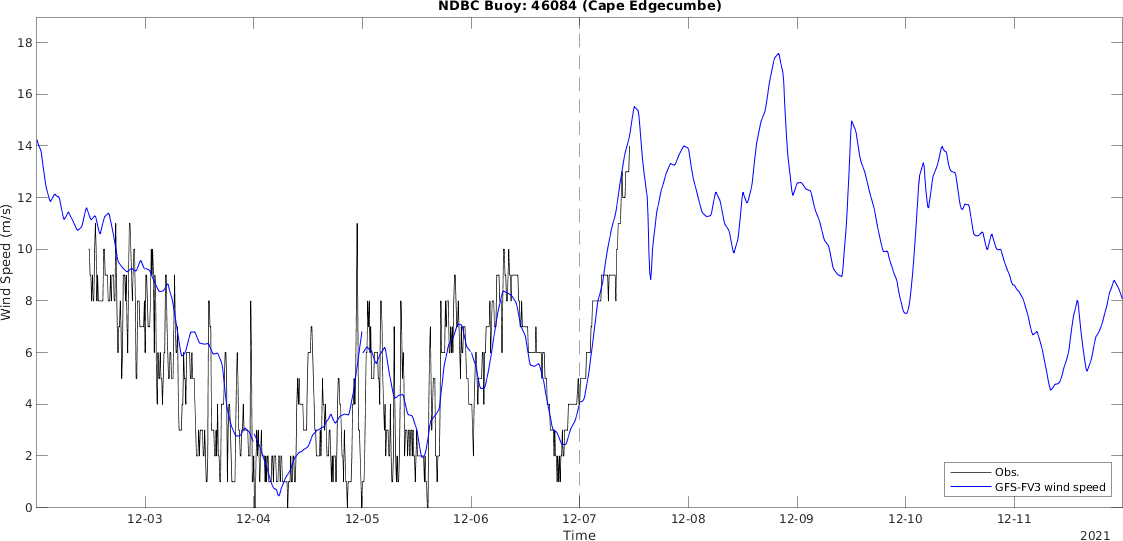 NDBC Buoy: 46084 (Cape Edgecumbe)
18
16
14
12
10
8
6
4
2
0
Wind Speed (m/s)
12-03 12-04 12-05 12-06 12-07 12-08 12-09 12-10 12-11
Time
2021
Obs.
GFS-FV3 wind speed